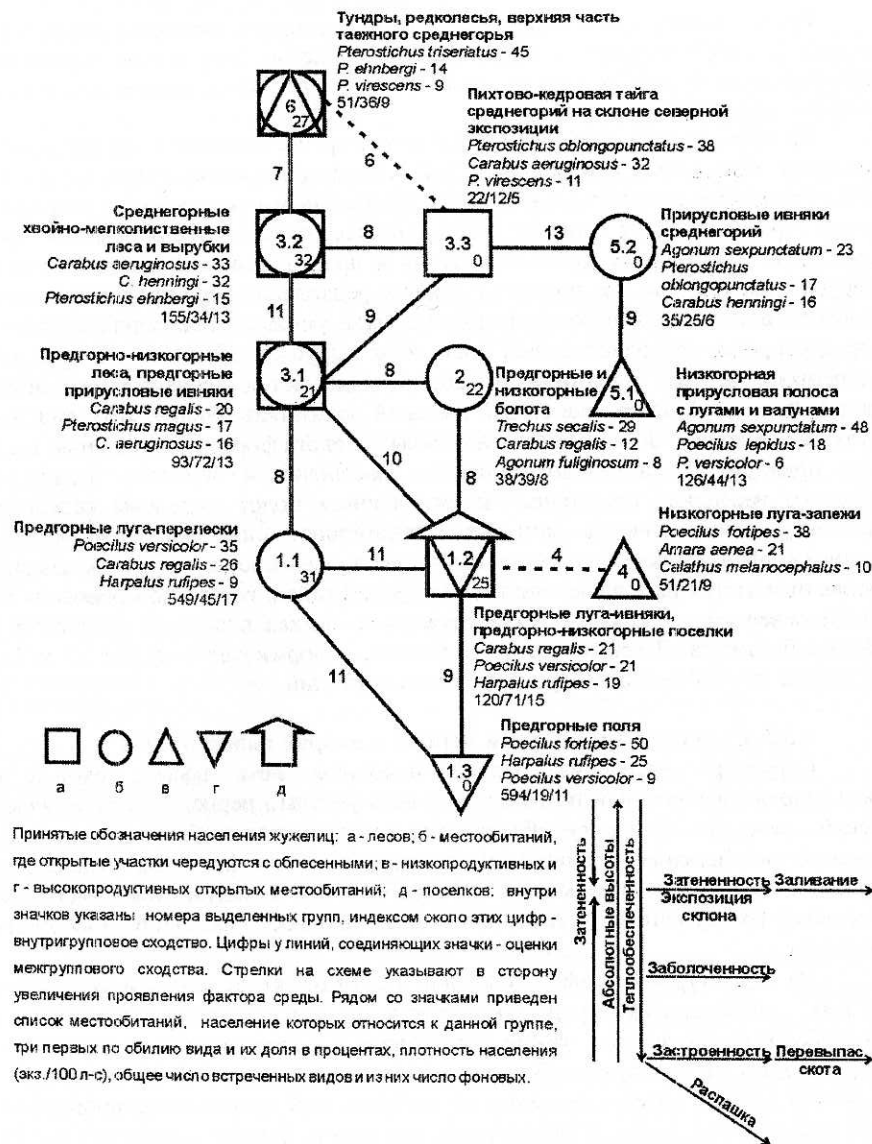 Тундры, редколесья, верхняя часть
таежного среднегорья
Pterostichus triseriatus - 45
P. ehnbergi - 14
P. virescens - 9
51/36/9
6
27
Пихтово-кедровая тайга
среднегорий на склоне северной
экспозиции
Pterostichus oblongopunctatus - 38
Carabus aeruginosus - 32
P. virescens - 11
22/12/5
7
6
Среднегорные
хвойно-мелколиственные
леса и вырубки
Carabus aeruginosus - 33
C. henningi - 32
Pterostichus ehnbergi - 15
155/34/13
3.2
32
8
3.3
0
13
5.2
0
Прирусловые ивняки
среднегорий
Agonum sexpunctatum - 23
Pterostichus
oblongopunctatus - 17
Carabus henningi - 16
35/25/6
11
9
9
Предгорно-низкогорные
леса, предгорные
прирусловые ивняки
Carabus regalis - 20
Pterostichus magus - 17
C. aeruginosus - 16
93/72/13
3.1
21
8
2
22
Предгорные и
низкогорные
болота
Trechus secalis - 29
Carabus regalis - 12
Agonum fuliginosum - 8
38/39/8
5.1
0
Низкогорная
прирусловая полоса
с лугами и валунами
Agonum sexpunctatum - 48
Poecilus lepidus - 18
P. versicolor - 6
126/44/13
8
10
8
Предгорные луга-перелески
Poecilus versicolor - 35
Carabus regalis - 26
Harpalus rufipes - 9
549/45/17
1.1
31
11
1.2
25
4
4
0
Низкогорные луга-залежи
Poecilus fortipes - 38
Amara aenea - 21
Calathus melanocephalus - 10
51/21/9
Предгорные луга-ивняки,
предгорно-низкогорные поселки
Carabus regalis - 21
Poecilus versicolor - 21
Harpalus rufipes - 19
120/71/15
11
9
1.3
0
Предгорные поля
Poecilus fortipes - 50
Harpalus rufipes - 25
Poecilus versicolor - 9
594/19/11
а б в г д
Принятые обозначения населения жужелиц: а - лесов; б - местообитаний,
где открытые участки чередуются с облесенными; в - низкопродуктивных и
г - высокопродуктивных открытых местообитаний; д - поселков; внутри
значков указаны номера выделенных групп, индексом около этих цифр -
внутригрупповое сходство. Цифры у линий, соединяющих значки - оценки
межгруппового сходства. Стрелки на схеме указывают в сторону
увеличения проявления фактора среды. Рядом со значками приведен
список местообитаний, население которых относится к данной группе,
три первых по обилию вида и их доля в процентах, плотность населения
(экз./100 л-с), общее число встреченных видов и из них число фоновых.
Затененность
Абсолютные высоты
Теплообеспеченность
Затененность Заливание
Экспозиция
склона
Заболоченность
Застроенность Перевыпас
скота
Распашка